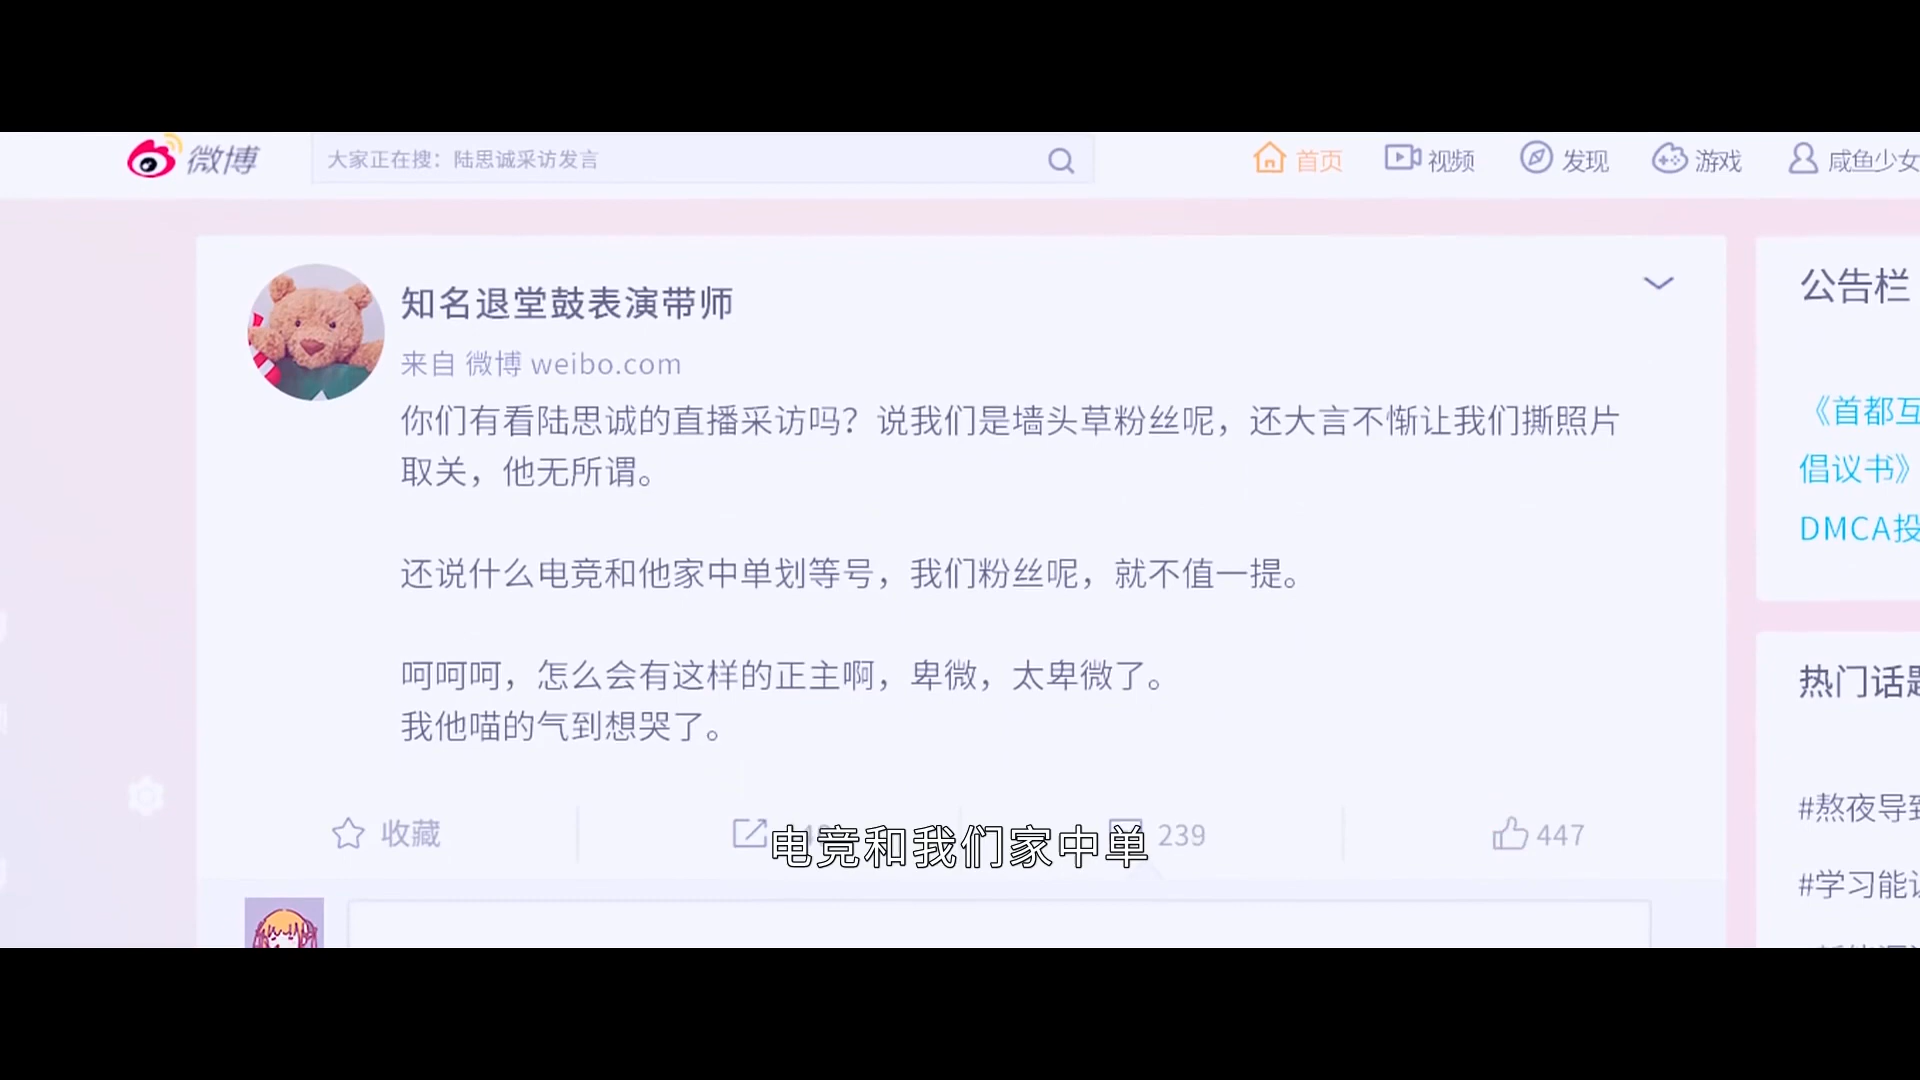 微博
大家正在搜：陆思诚采访发言
首页
视频
发现
游戏
咸鱼少女
知名退堂鼓表演带师
来自 微博 weibo.com
你们有看陆思诚的直播采访吗？说我们是墙头草粉丝呢，还大言不惭让我们撕照片
取关，他无所谓。
还说什么电竞和他家中单划等号，我们粉丝呢，就不值一提。
呵呵呵，怎么会有这样的正主啊，卑微，太卑微了。
我他喵的气到想哭了。
收藏
239
447
电竞和我们家中单
公告栏
《首都互
倡议书》
DMCA投
热门话题
#熬夜导致
#学习能